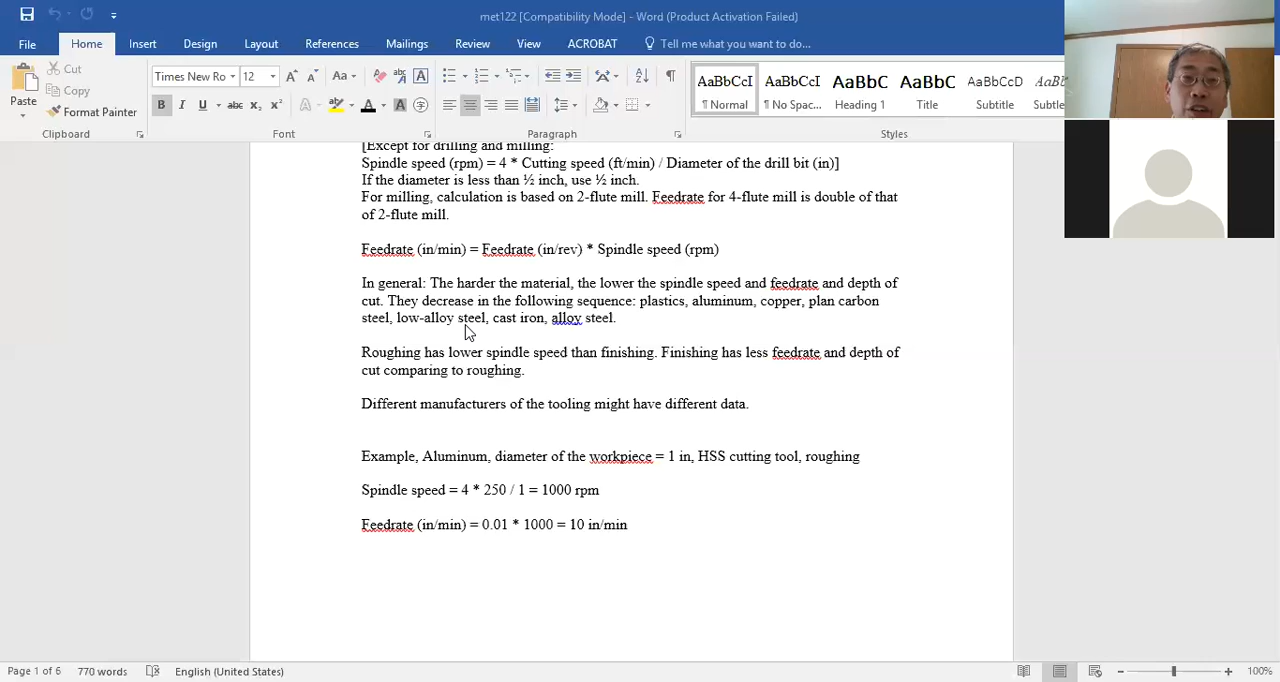 met122 [Compatibility Mode] - Word (Product Activation Failed)
File Home Insert Design Layout References Mailings Review View ACROBAT Tell me what you want to do...
Paste
Cut
Copy
Format Painter
Clipboard
Times New Ro 12
Font
Paragraph
AaBbCcI AaBbCcI AaBbC AaBbC AaBbCcD AaBb
¶ Normal ¶ No Spac... Heading 1 Title Subtitle Subtle
Styles
[Except for drilling and milling:
Spindle speed (rpm) = 4 * Cutting speed (ft/min) / Diameter of the drill bit (in)]
If the diameter is less than ½ inch, use ½ inch.
For milling, calculation is based on 2-flute mill. Feedrate for 4-flute mill is double of that
of 2-flute mill.
Feedrate (in/min) = Feedrate (in/rev) * Spindle speed (rpm)
In general: The harder the material, the lower the spindle speed and feedrate and depth of
cut. They decrease in the following sequence: plastics, aluminum, copper, plan carbon
steel, low-alloy steel, cast iron, alloy steel.
Roughing has lower spindle speed than finishing. Finishing has less feedrate and depth of
cut comparing to roughing.
Different manufacturers of the tooling might have different data.
Example, Aluminum, diameter of the workpiece = 1 in, HSS cutting tool, roughing
Spindle speed = 4 * 250 / 1 = 1000 rpm
Feedrate (in/min) = 0.01 * 1000 = 10 in/min
Page 1 of 6 770 words English (United States) 100%